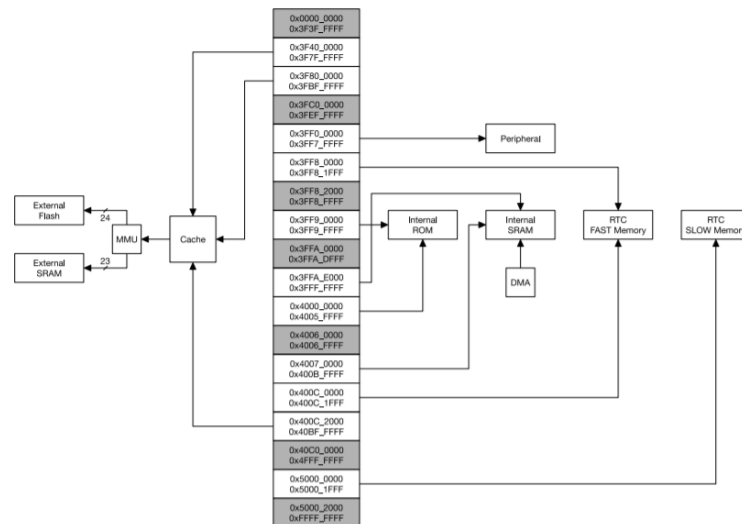 0x0000_0000
0x3F3F_FFFF
0x3F40_0000
0x3F7F_FFFF
0x3F80_0000
0x3FBF_FFFF
0x3FC0_0000
0x3FEF_FFFF
0x3FF0_0000
0x3FF7_FFFF
Peripheral
0x3FF8_0000
0x3FF8_1FFF
0x3FF8_2000
0x3FF8_FFFF
External
Flash
24
MMU
Cache
External
SRAM
23
0x3FF9_0000
0x3FF9_FFFF
Internal
ROM
Internal
SRAM
RTC
FAST Memory
RTC
SLOW Memory
0x3FFA_0000
0x3FFA_DFFF
0x3FFA_E000
0x3FFF_FFFF
DMA
0x4000_0000
0x4005_FFFF
0x4006_0000
0x4006_FFFF
0x4007_0000
0x400B_FFFF
0x400C_0000
0x400C_1FFF
0x400C_2000
0x40BF_FFFF
0x40C0_0000
0x4FFF_FFFF
0x5000_0000
0x5000_1FFF
0x5000_2000
0xFFFF_FFFF